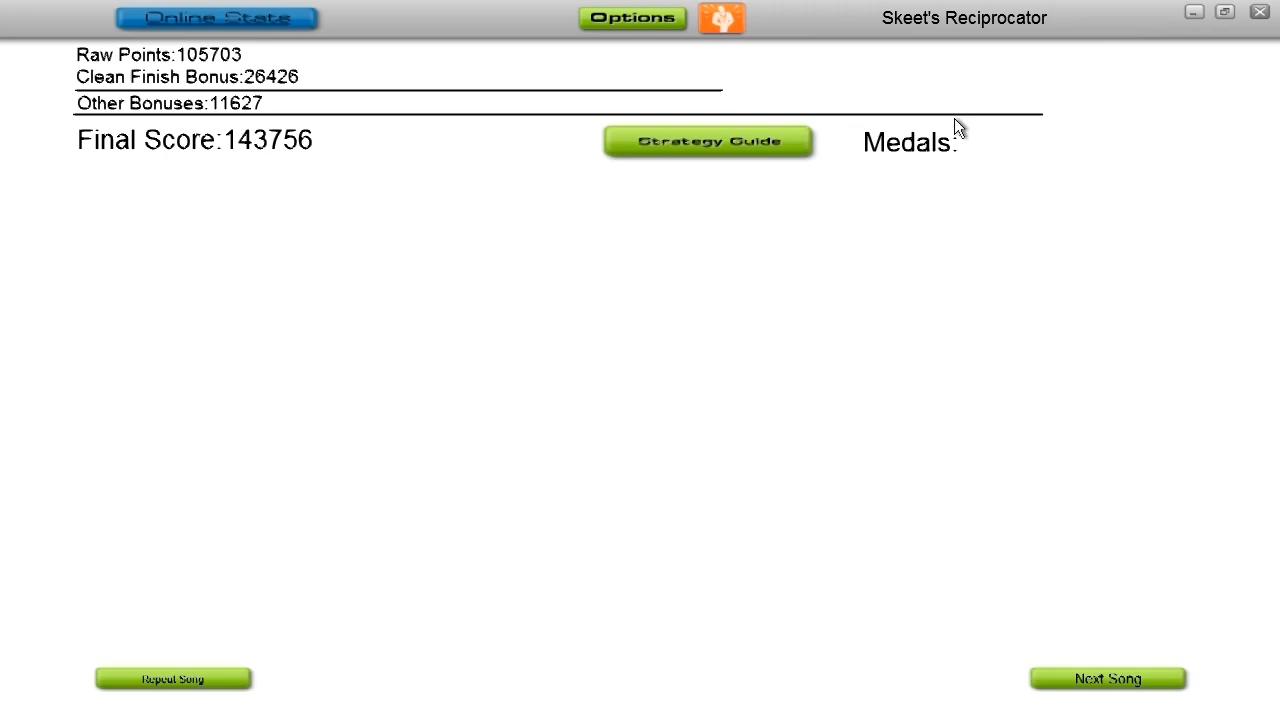 Online Stats
Options
Skeet's Reciprocator
Raw Points:105703
Clean Finish Bonus:26426
Other Bonuses:11627
Final Score:143756
Strategy Guide
Medals:
Repeat Song
Next Song